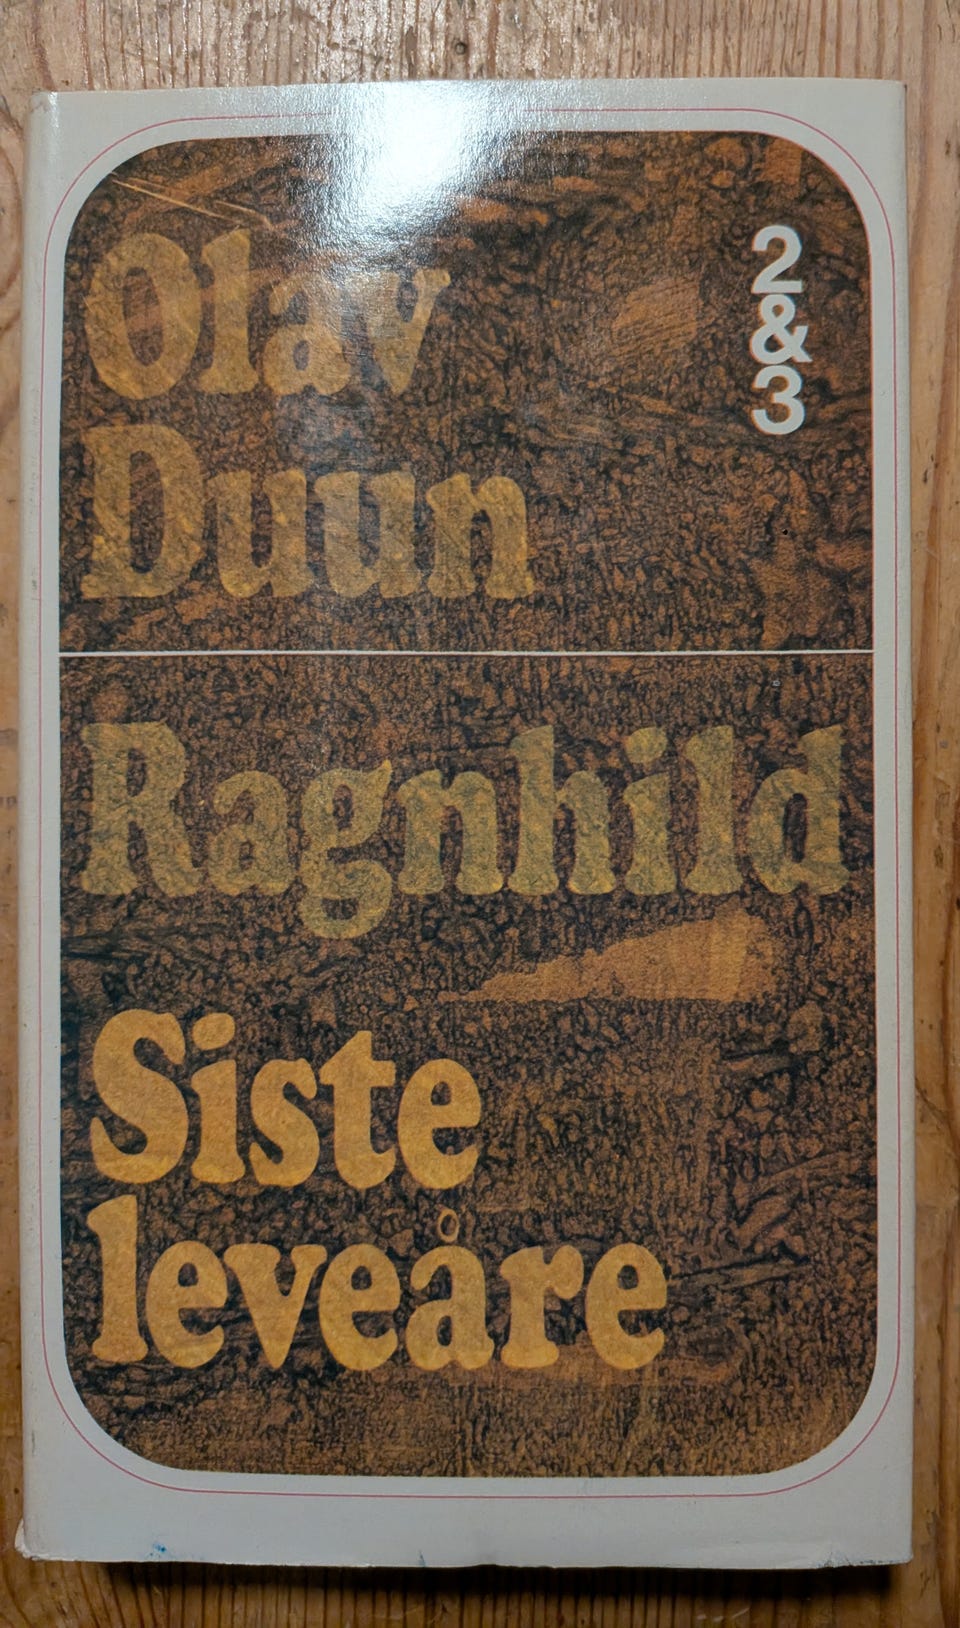 Olav
Duun
2
&
3
Ragnhild
Siste
leveåre